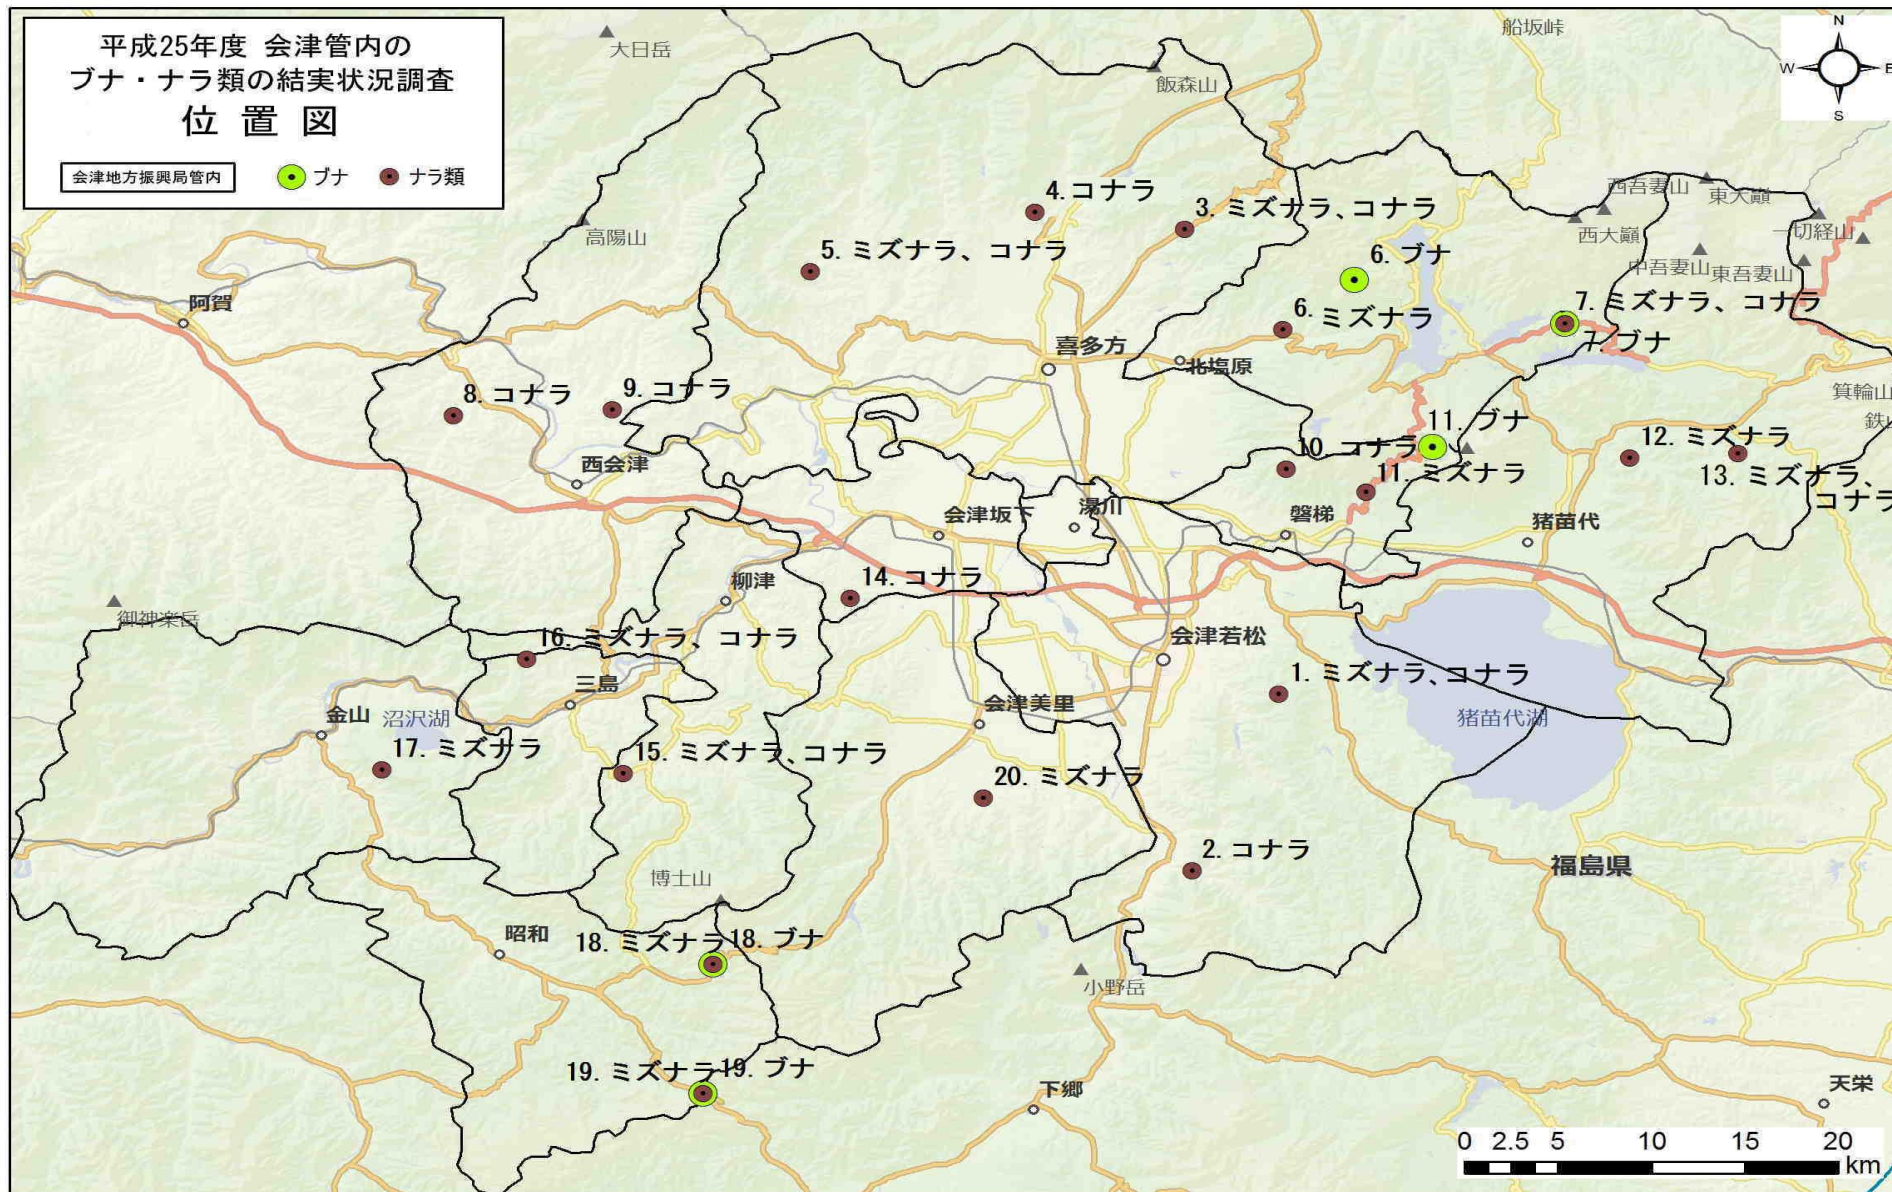 平成25年度 会津管内の
ブナ・ナラ類の結実状況調査
位 置 図
会津地方振興局管内 ブナ ナラ類
大日岳
船坂峠
N
W E
S
飯森山
高陽山
4. コナラ
3. ミズナラ、コナラ
西吾妻山
東大巓
西大巓
一切経山
中吾妻山
東吾妻山
5. ミズナラ、コナラ
6. ブナ
阿賀
6. ミズナラ
7. ミズナラ、コナラ
7. ブナ
喜多方
北塩原
箕輪山
8. コナラ
9. コナラ
11. ブナ
10. コナラ
12. ミズナラ
11. ミズナラ
13. ミズナラ、
コナラ
西会津
会津坂下
湯川
磐梯
猪苗代
14. コナラ
柳津
御神楽岳
16. ミズナラ、コナラ
会津若松
三島
1. ミズナラ、コナラ
会津美里
金山
沼沢湖
猪苗代湖
17. ミズナラ
15. ミズナラ、コナラ
20. ミズナラ
2. コナラ
福島県
博士山
昭和
18. ミズナラ
18. ブナ
小野岳
19. ミズナラ
19. ブナ
下郷
天栄
0 2.5 5 10 15 20
km